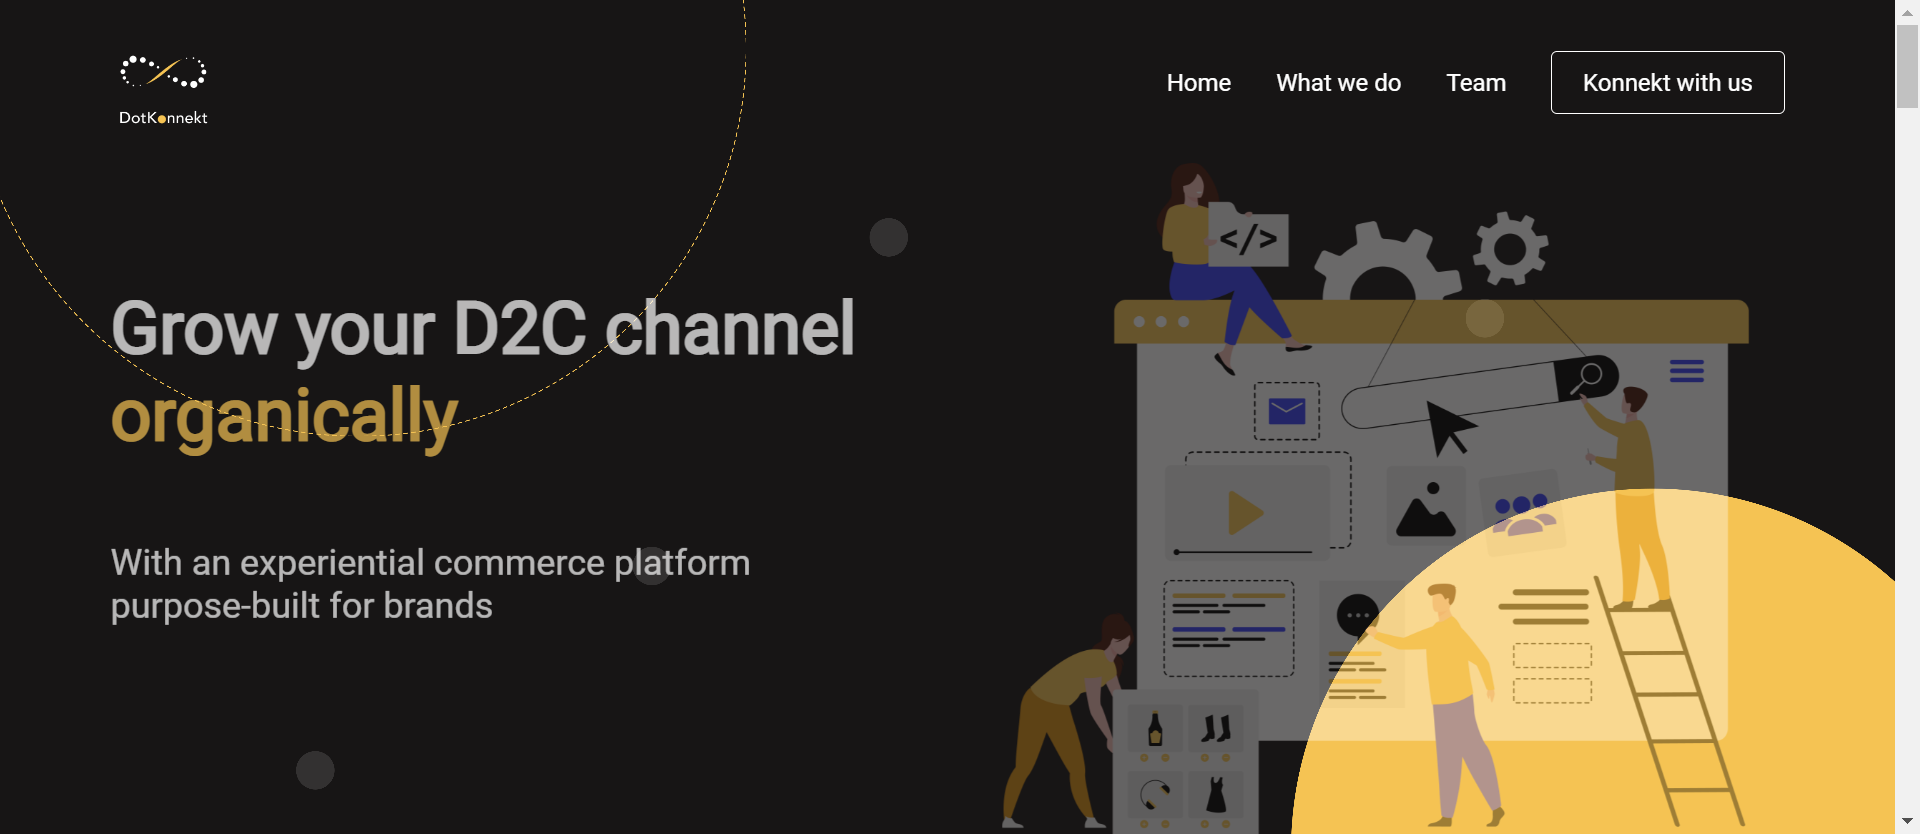 DotKonnekt
Home
What we do
Team
Konnekt with us
</>
Grow your D2C channel
organically
With an experiential commerce platform
purpose-built for brands